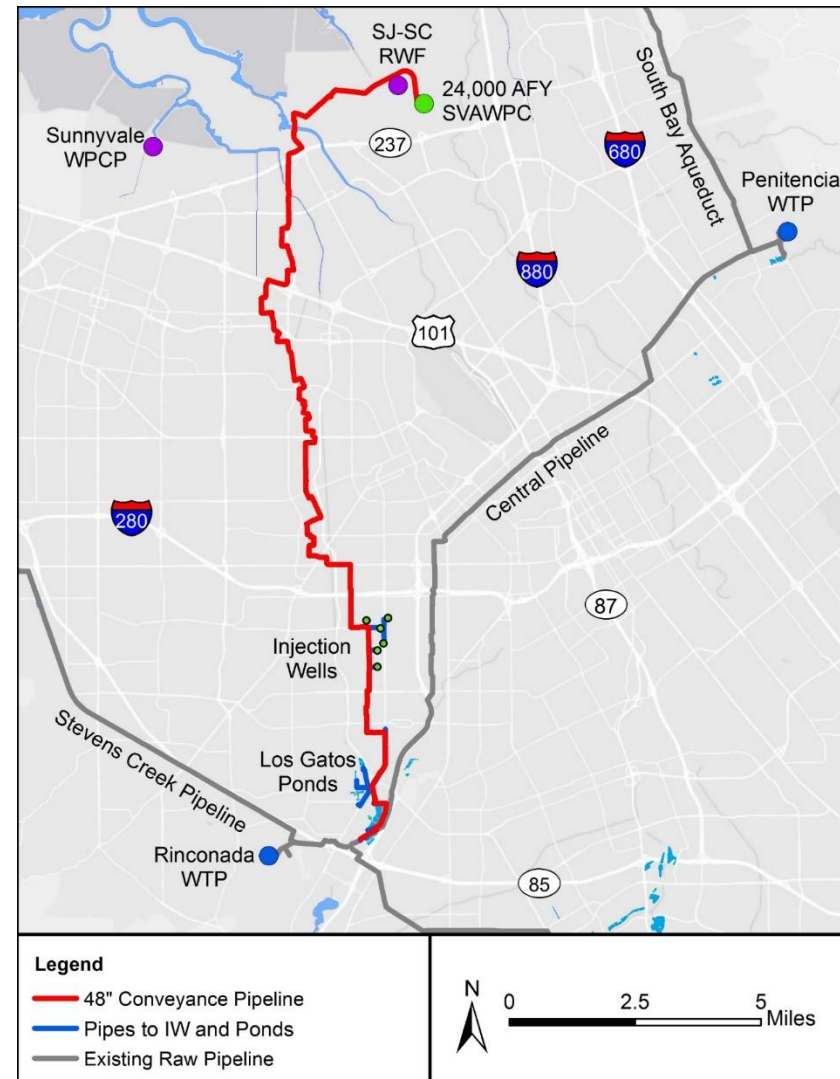 SJ-SC
RWF
24,000 AFY
SVAWPC
Sunnyvale
WPCP
237
680
South Bay Aqueduct
Penitencia
WTP
880
101
Central Pipeline
280
87
Injection
Wells
Los Gatos
Ponds
Stevens Creek Pipeline
Rinconada
WTP
85
Legend
48" Conveyance Pipeline
Pipes to IW and Ponds
Existing Raw Pipeline
N
0 2.5 5
Miles